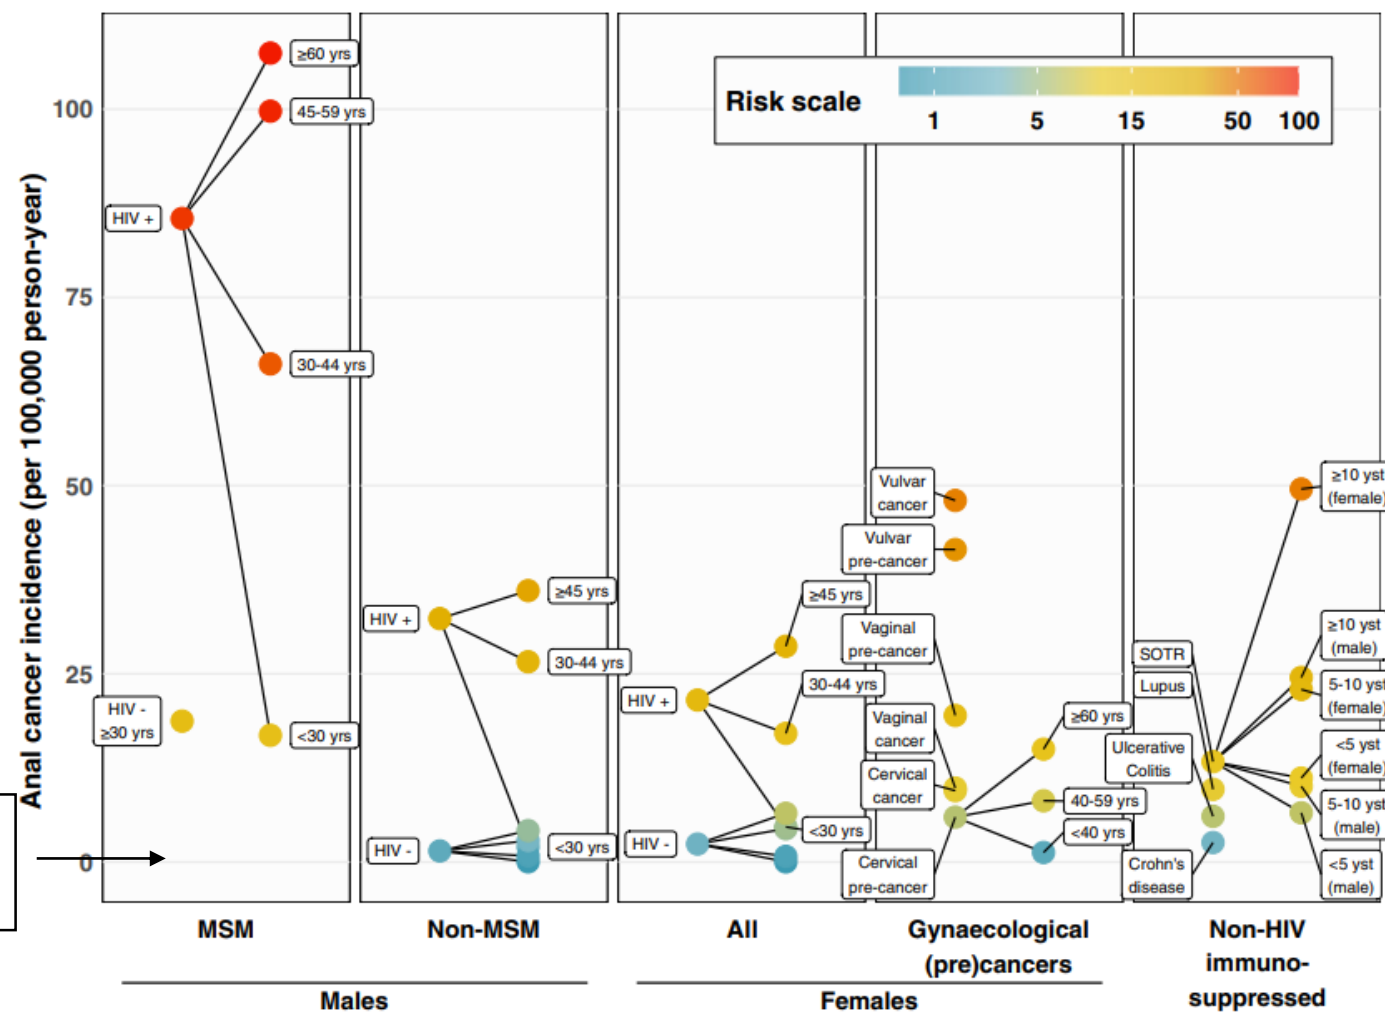 Anal cancer incidence (per 100,000 person-year)
100
75
50
25
0
Risk scale
1
5
15
50
100
≥60 yrs
45-59 yrs
HIV +
30-44 yrs
HIV -
≥30 yrs
<30 yrs
HIV +
≥45 yrs
30-44 yrs
HIV -
<30 yrs
≥45 yrs
30-44 yrs
HIV +
HIV -
<30 yrs
Vulvar
cancer
Vulvar
pre-cancer
Vaginal
pre-cancer
Vaginal
cancer
Cervical
cancer
Cervical
pre-cancer
≥60 yrs
40-59 yrs
<40 yrs
SOTR
Lupus
Ulcerative
Colitis
Crohn's
disease
≥10 yst
(female)
≥10 yst
(male)
5-10 yst
(female)
<5 yst
(female)
5-10 yst
(male)
<5 yst
(male)
MSM
Non-MSM
All
Gynaecological
(pre)cancers
Non-HIV
immuno-
suppressed
Males
Females